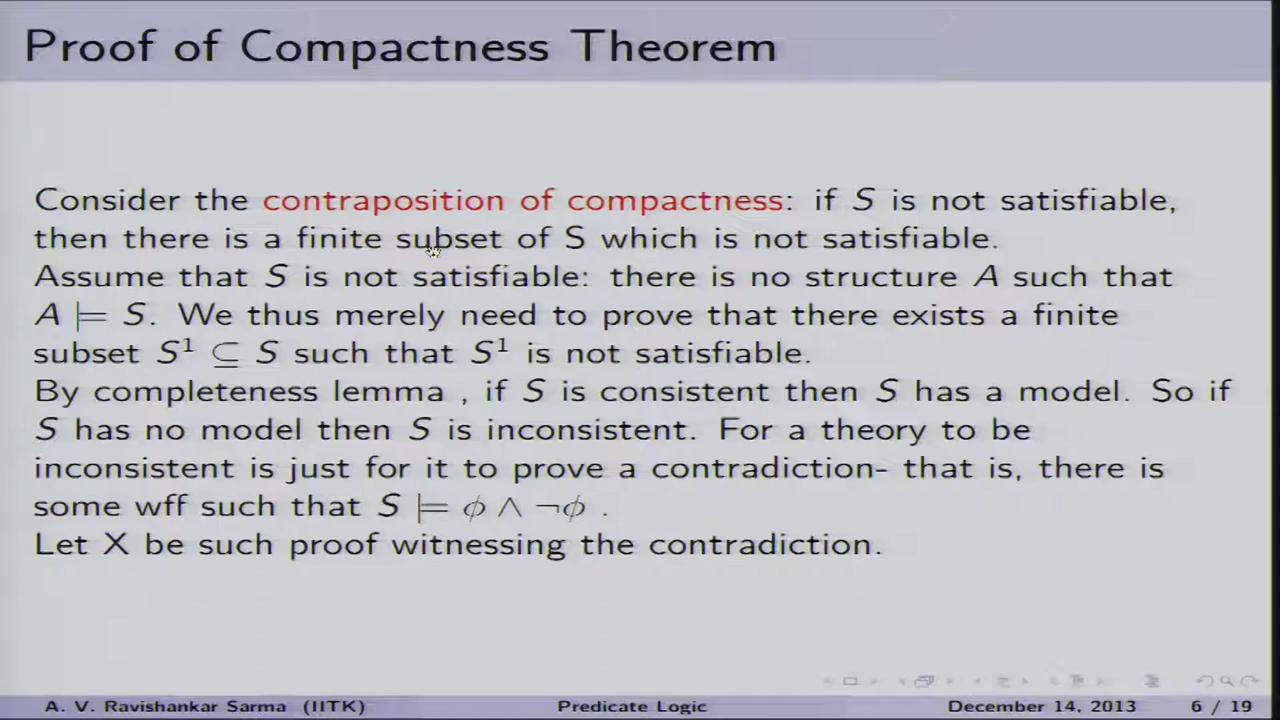 Proof of Compactness Theorem
Consider the contraposition of compactness: if S is not satisfiable,
then there is a finite subset of S which is not satisfiable.
Assume that S is not satisfiable: there is no structure A such that
A ⊨ S. We thus merely need to prove that there exists a finite
subset S¹ ⊆ S such that S¹ is not satisfiable.
By completeness lemma , if S is consistent then S has a model. So if
S has no model then S is inconsistent. For a theory to be
inconsistent is just for it to prove a contradiction- that is, there is
some wff such that S ⊨ ϕ ∧ ¬ϕ .
Let X be such proof witnessing the contradiction.
A. V. Ravishankar Sarma (IITK) Predicate Logic December 14, 2013 6 / 19